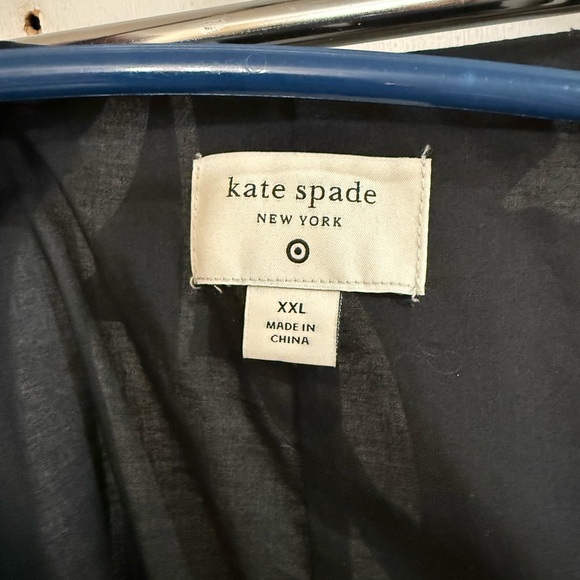 kate spade
NEW YORK
XXL
MADE IN
CHINA